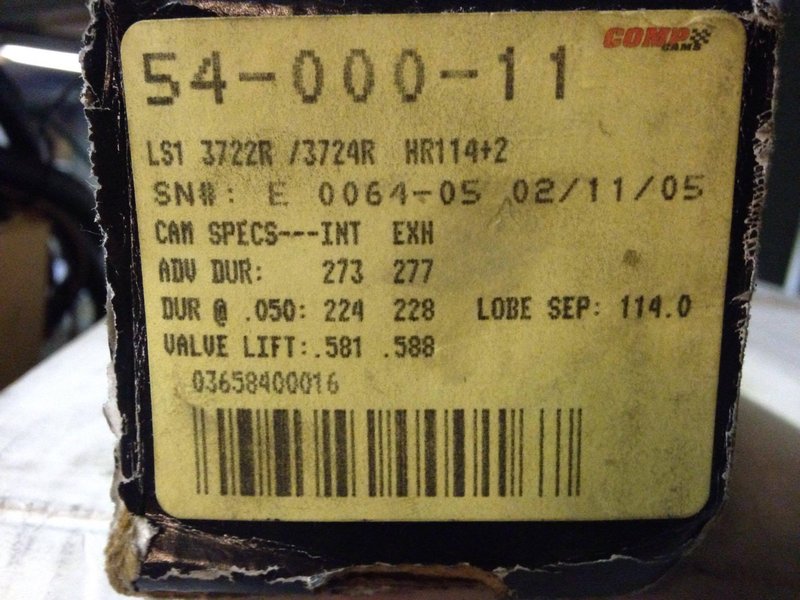 COMP
CAMS
54-000-11
LS1 3722R /3724R HR114+2
SN#: E 0064-05 02/11/05
CAM SPECS---INT EXH
ADV DUR: 273 277
DUR @ .050: 224 228 LOBE SEP: 114.0
VALVE LIFT:.581 .588
03658400016